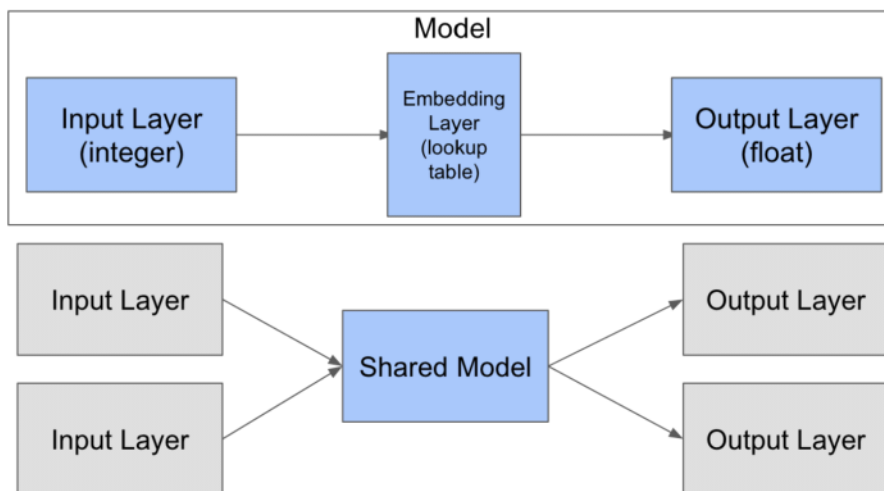 Model
Input Layer
(integer)
Embedding
Layer
(lookup
table)
Output Layer
(float)
Input Layer
Output Layer
Shared Model
Input Layer
Output Layer